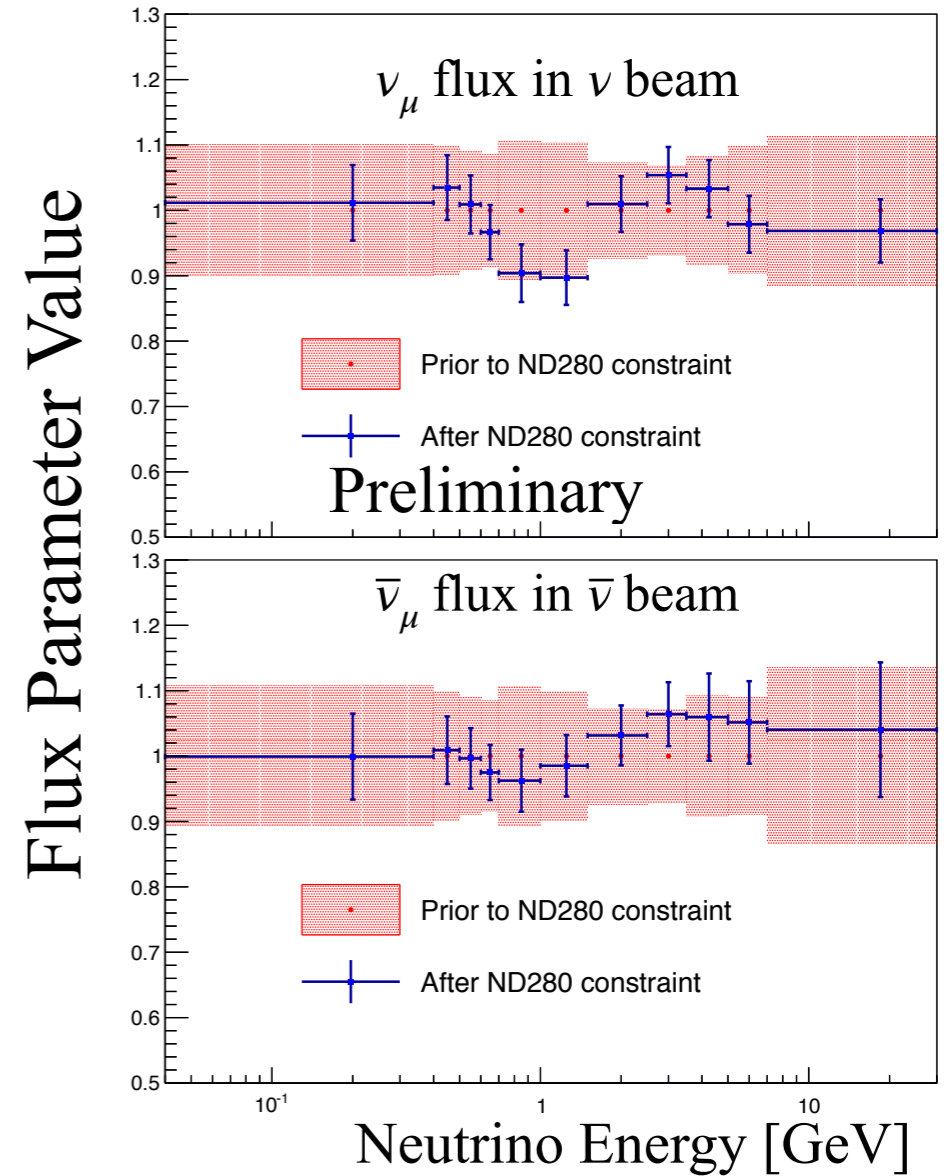 Flux Parameter Value
1.3
1.2
1.1
1
0.9
0.8
0.7
0.6
0.5
ν_μ flux in ν beam
Prior to ND280 constraint
After ND280 constraint
Preliminary
1.3
1.2
1.1
1
0.9
0.8
0.7
0.6
0.5
ν̅_μ flux in ν̅ beam
Prior to ND280 constraint
After ND280 constraint
10⁻¹ 1 10
Neutrino Energy [GeV]